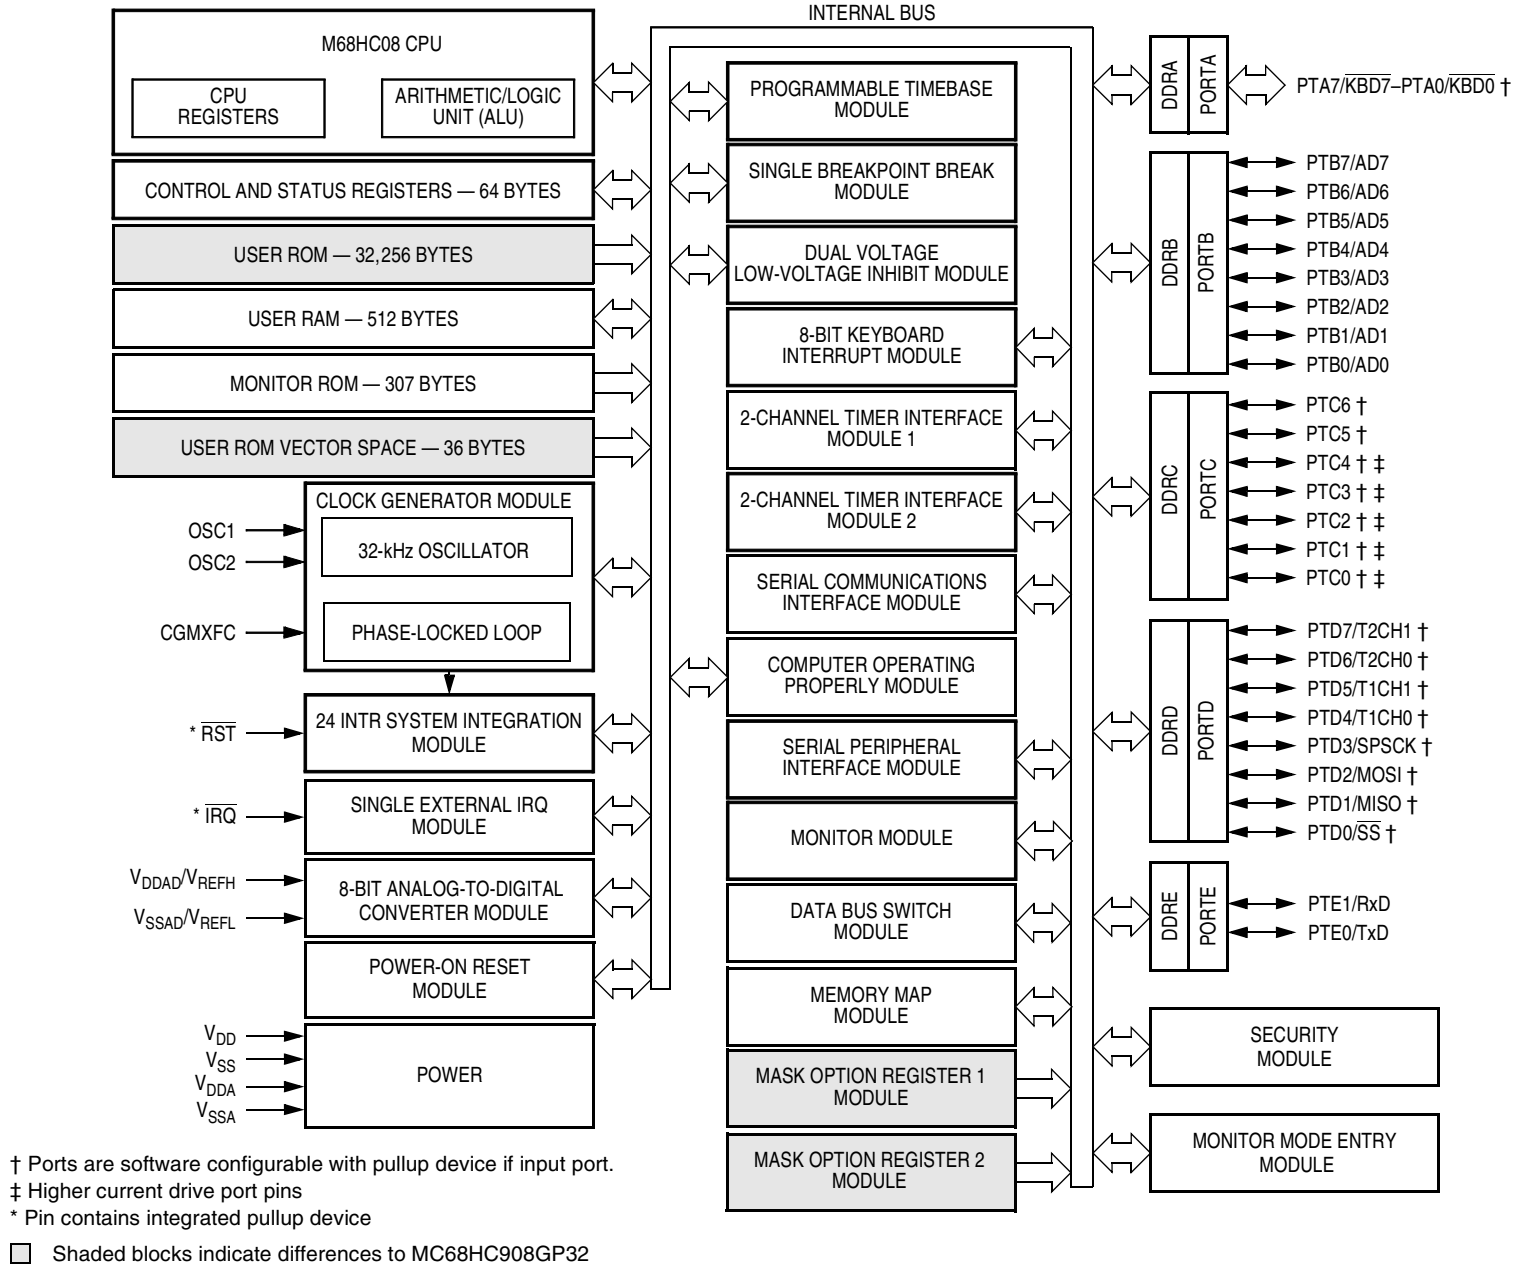 INTERNAL BUS
M68HC08 CPU
CPU
REGISTERS
ARITHMETIC/LOGIC
UNIT (ALU)
CONTROL AND STATUS REGISTERS — 64 BYTES
USER ROM — 32,256 BYTES
USER RAM — 512 BYTES
MONITOR ROM — 307 BYTES
USER ROM VECTOR SPACE — 36 BYTES
CLOCK GENERATOR MODULE
32-kHz OSCILLATOR
PHASE-LOCKED LOOP
OSC1
OSC2
CGMXFC
24 INTR SYSTEM INTEGRATION
MODULE
* RST
SINGLE EXTERNAL IRQ
MODULE
* IRQ
8-BIT ANALOG-TO-DIGITAL
CONVERTER MODULE
VDDAD/VREFH
VSSAD/VREFL
POWER-ON RESET
MODULE
POWER
VDD
VSS
VDDA
VSSA
PROGRAMMABLE TIMEBASE
MODULE
SINGLE BREAKPOINT BREAK
MODULE
DUAL VOLTAGE
LOW-VOLTAGE INHIBIT MODULE
8-BIT KEYBOARD
INTERRUPT MODULE
2-CHANNEL TIMER INTERFACE
MODULE 1
2-CHANNEL TIMER INTERFACE
MODULE 2
SERIAL COMMUNICATIONS
INTERFACE MODULE
COMPUTER OPERATING
PROPERLY MODULE
SERIAL PERIPHERAL
INTERFACE MODULE
MONITOR MODULE
DATA BUS SWITCH
MODULE
MEMORY MAP
MODULE
MASK OPTION REGISTER 1
MODULE
MASK OPTION REGISTER 2
MODULE
DDRA
PORTA
PTA7/KBD7–PTA0/KBD0 †
DDRB
PORTB
PTB7/AD7
PTB6/AD6
PTB5/AD5
PTB4/AD4
PTB3/AD3
PTB2/AD2
PTB1/AD1
PTB0/AD0
DDRC
PORTC
PTC6 †
PTC5 †
PTC4 † ‡
PTC3 † ‡
PTC2 † ‡
PTC1 † ‡
PTC0 † ‡
DDRD
PORTD
PTD7/T2CH1 †
PTD6/T2CH0 †
PTD5/T1CH1 †
PTD4/T1CH0 †
PTD3/SPSCK †
PTD2/MOSI †
PTD1/MISO †
PTD0/SS †
DDRE
PORTE
PTE1/RxD
PTE0/TxD
SECURITY
MODULE
MONITOR MODE ENTRY
MODULE
† Ports are software configurable with pullup device if input port.
‡ Higher current drive port pins
* Pin contains integrated pullup device
Shaded blocks indicate differences to MC68HC908GP32